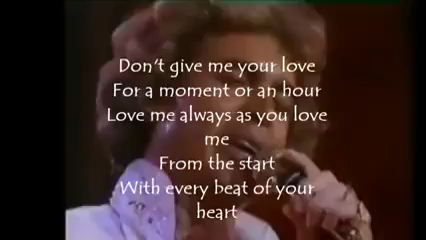 Don't give me your love
For a moment or an hour
Love me always as you love
me
From the start
With every beat of your
heart